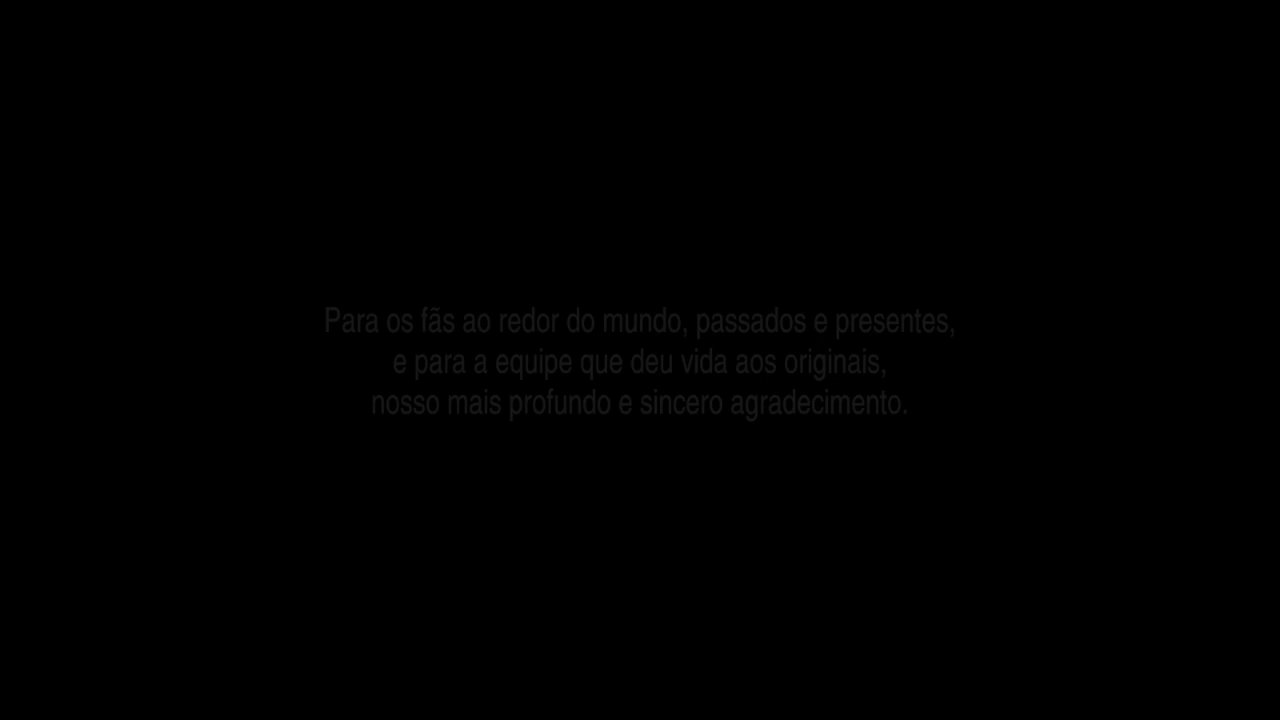 Para os fãs ao redor do mundo, passados e presentes,
e para a equipe que deu vida aos originais,
nosso mais profundo e sincero agradecimento.